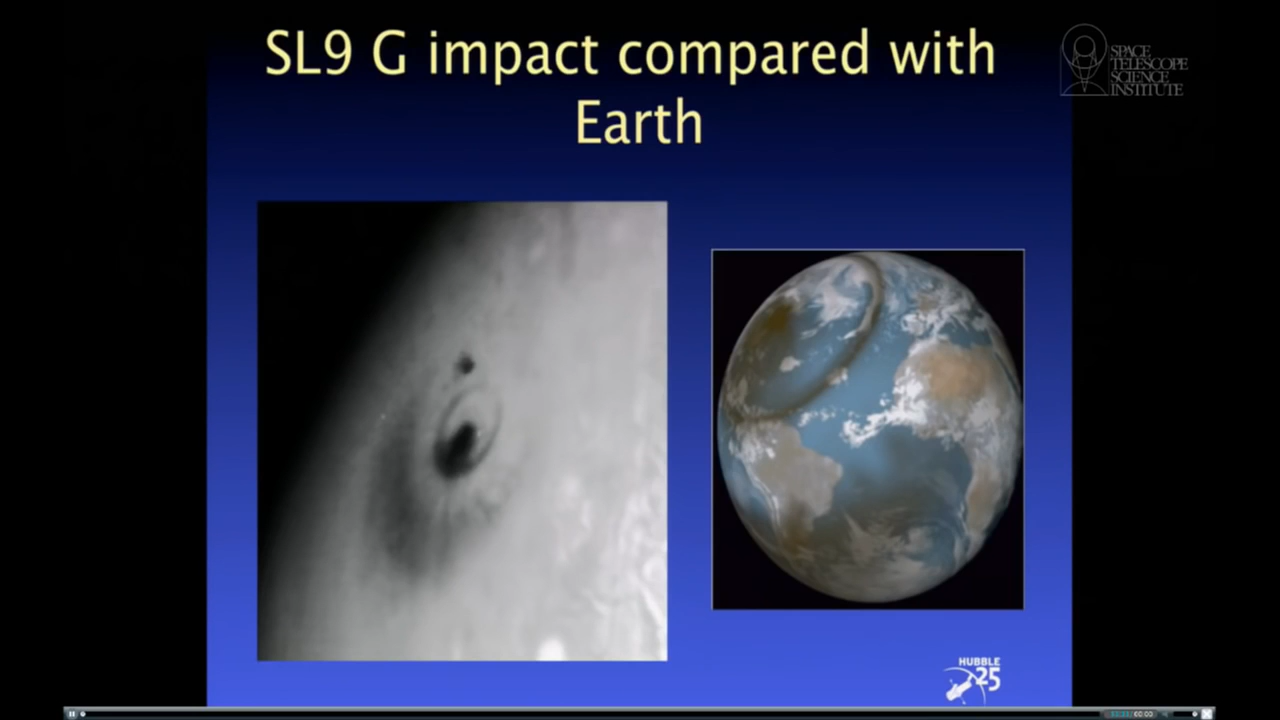 SL9 G impact compared with
Earth
SPACE
TELESCOPE
SCIENCE
INSTITUTE
HUBBLE
25